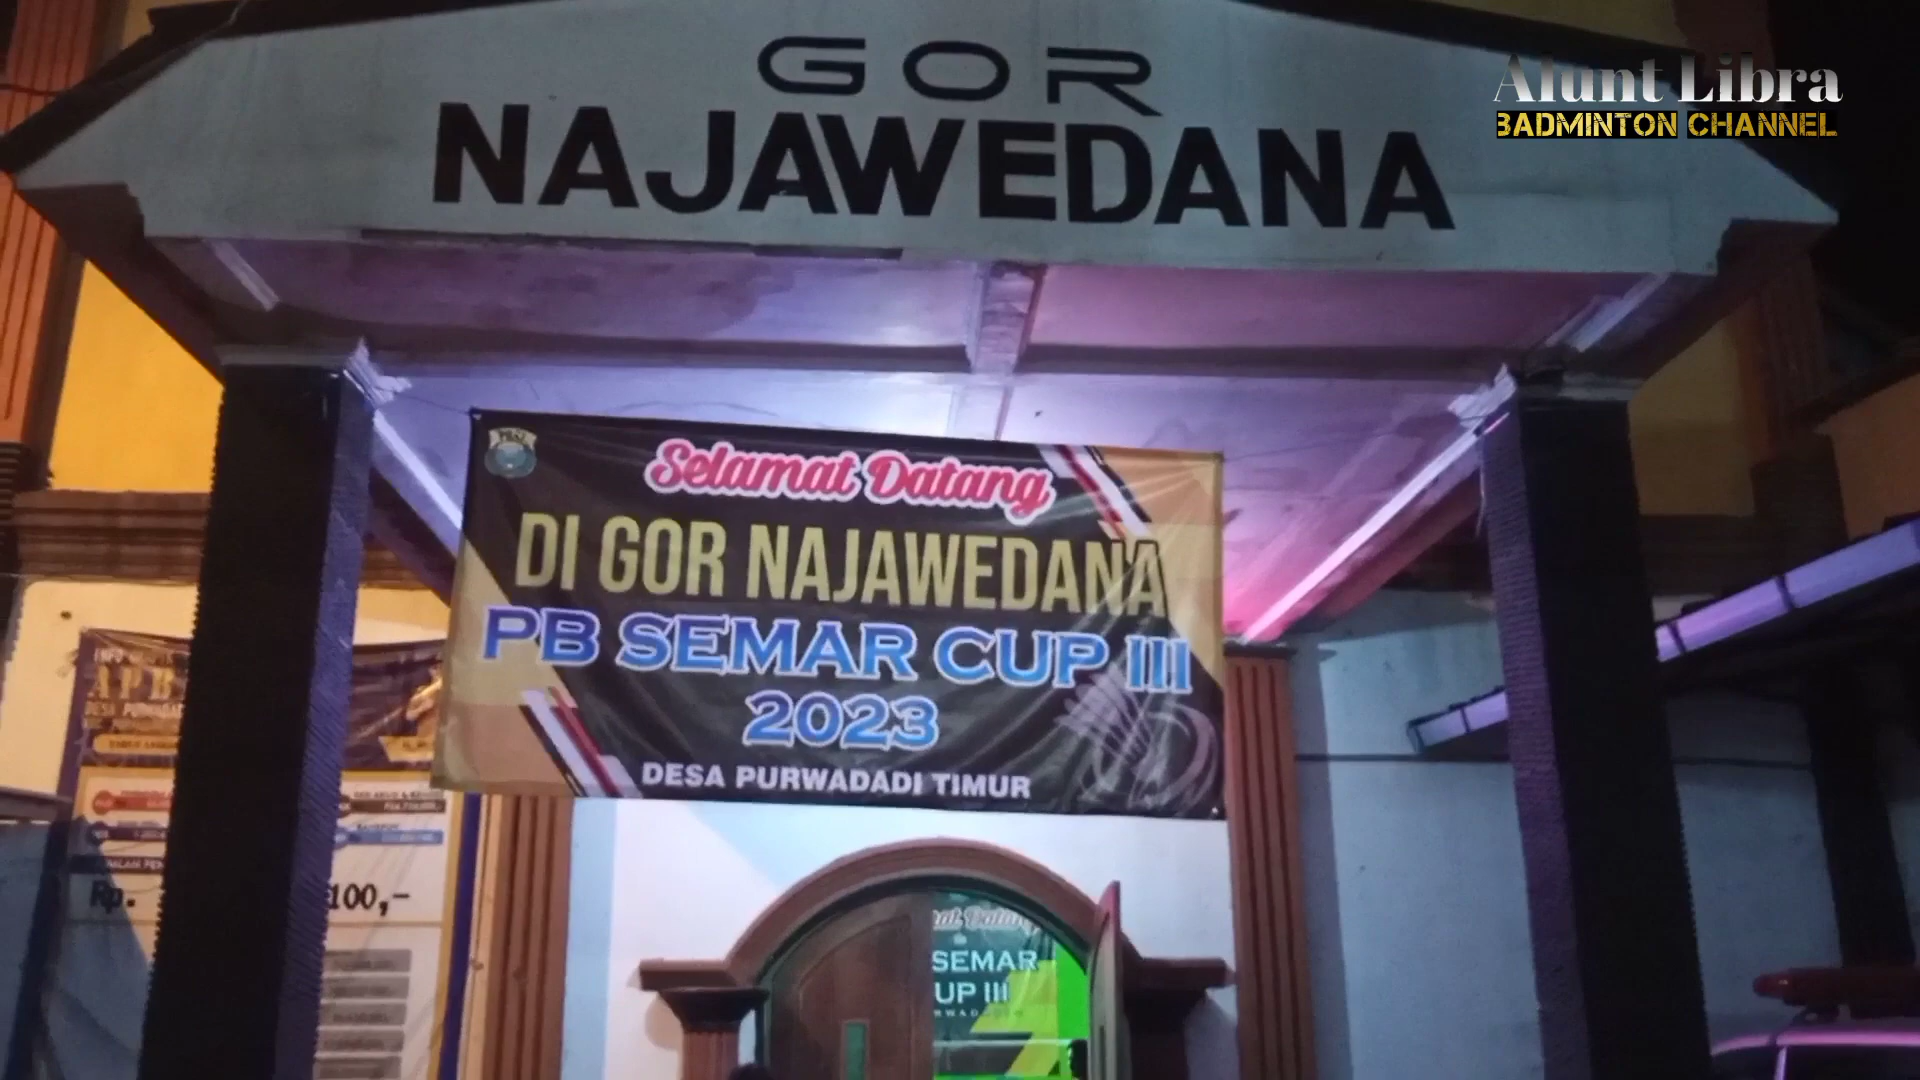 GOR
NAJAWEDANA
Alunt Libra
BADMINTON CHANNEL
Selamat Datang
DI GOR NAJAWEDANA
PB SEMAR CUP III
2023
DESA PURWADADI TIMUR
Rp.
100,-
SEMAR
UP III